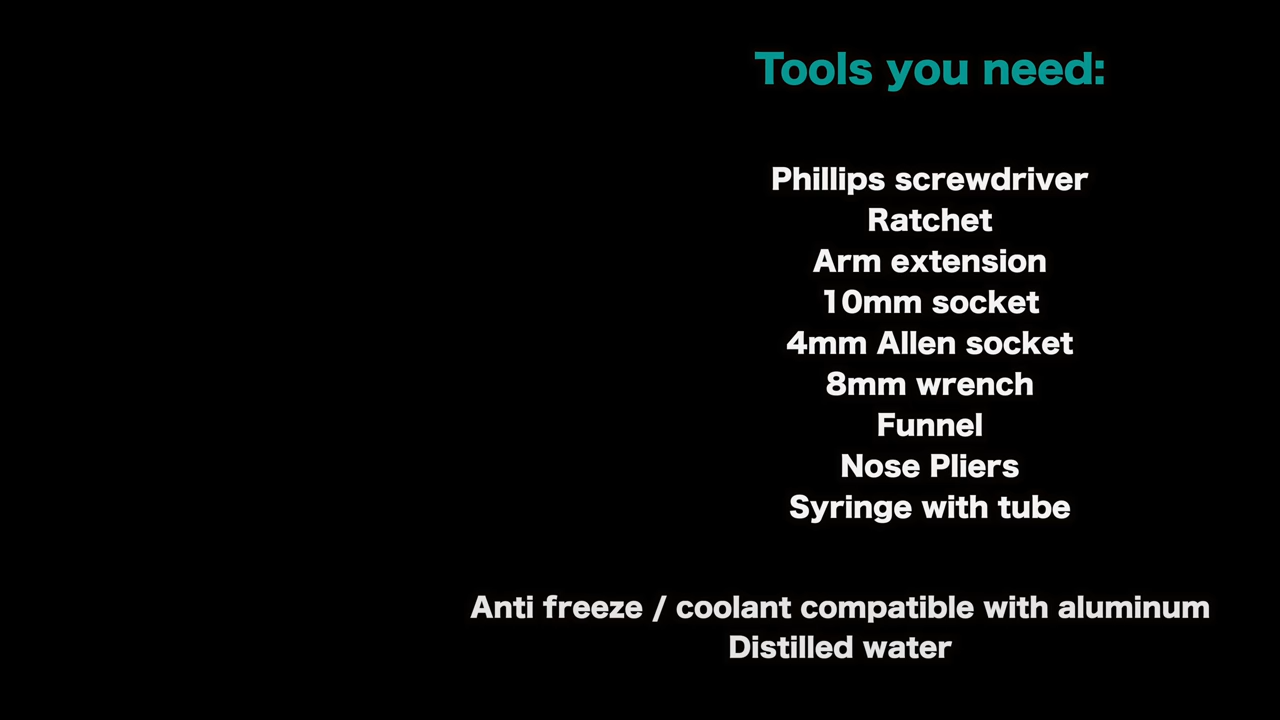 Tools you need:
Phillips screwdriver
Ratchet
Arm extension
10mm socket
4mm Allen socket
8mm wrench
Funnel
Nose Pliers
Syringe with tube
Anti freeze / coolant compatible with aluminum
Distilled water